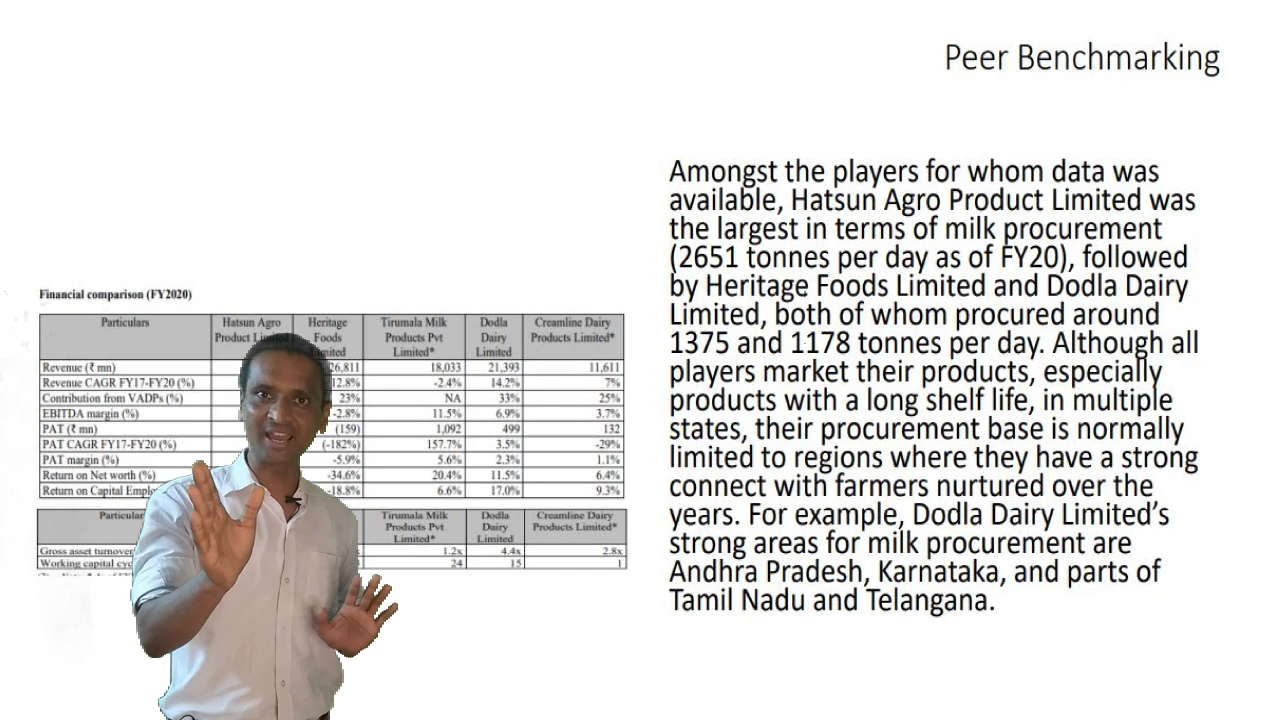 Peer Benchmarking
Amongst the players for whom data was
available, Hatsun Agro Product Limited was
the largest in terms of milk procurement
(2651 tonnes per day as of FY20), followed
by Heritage Foods Limited and Dodla Dairy
Limited, both of whom procured around
1375 and 1178 tonnes per day. Although all
players market their products, especially
products with a long shelf life, in multiple
states, their procurement base is normally
limited to regions where they have a strong
connect with farmers nurtured over the
years. For example, Dodla Dairy Limited's
strong areas for milk procurement are
Andhra Pradesh, Karnataka, and parts of
Tamil Nadu and Telangana.
Financial comparison (FY2020)
Particulars Hatsun Agro Heritage Tirumala Milk Dodla Creamline Dairy
Product Foods Products Pvt Dairy Products Limited*
Limited* Limited
Revenue (₹ mn) 26,811 18,033 21,393 11,611
Revenue CAGR FY17-FY20 (%) 12.8% -2.4% 14.2% 7%
Contribution from VADPs (%) 23% NA 33% 25%
EBITDA margin (%) -2.8% 11.5% 6.9% 3.7%
PAT (₹ mn) (159) 1,092 499 132
PAT CAGR FY17-FY20 (%) (-182%) 157.7% 3.5% -29%
PAT margin (%) -5.9% 5.6% 2.3% 1.1%
Return on Net worth (%) -34.6% 20.4% 11.5% 6.4%
Return on Capital -18.8% 6.6% 17.0% 9.3%
Tirumala Milk Dodla Creamline Dairy
Products Pvt Dairy Products Limited*
Limited* Limited
Gross asset turnover 1.2x 4.4x 2.8x
Working capital 24 15 1